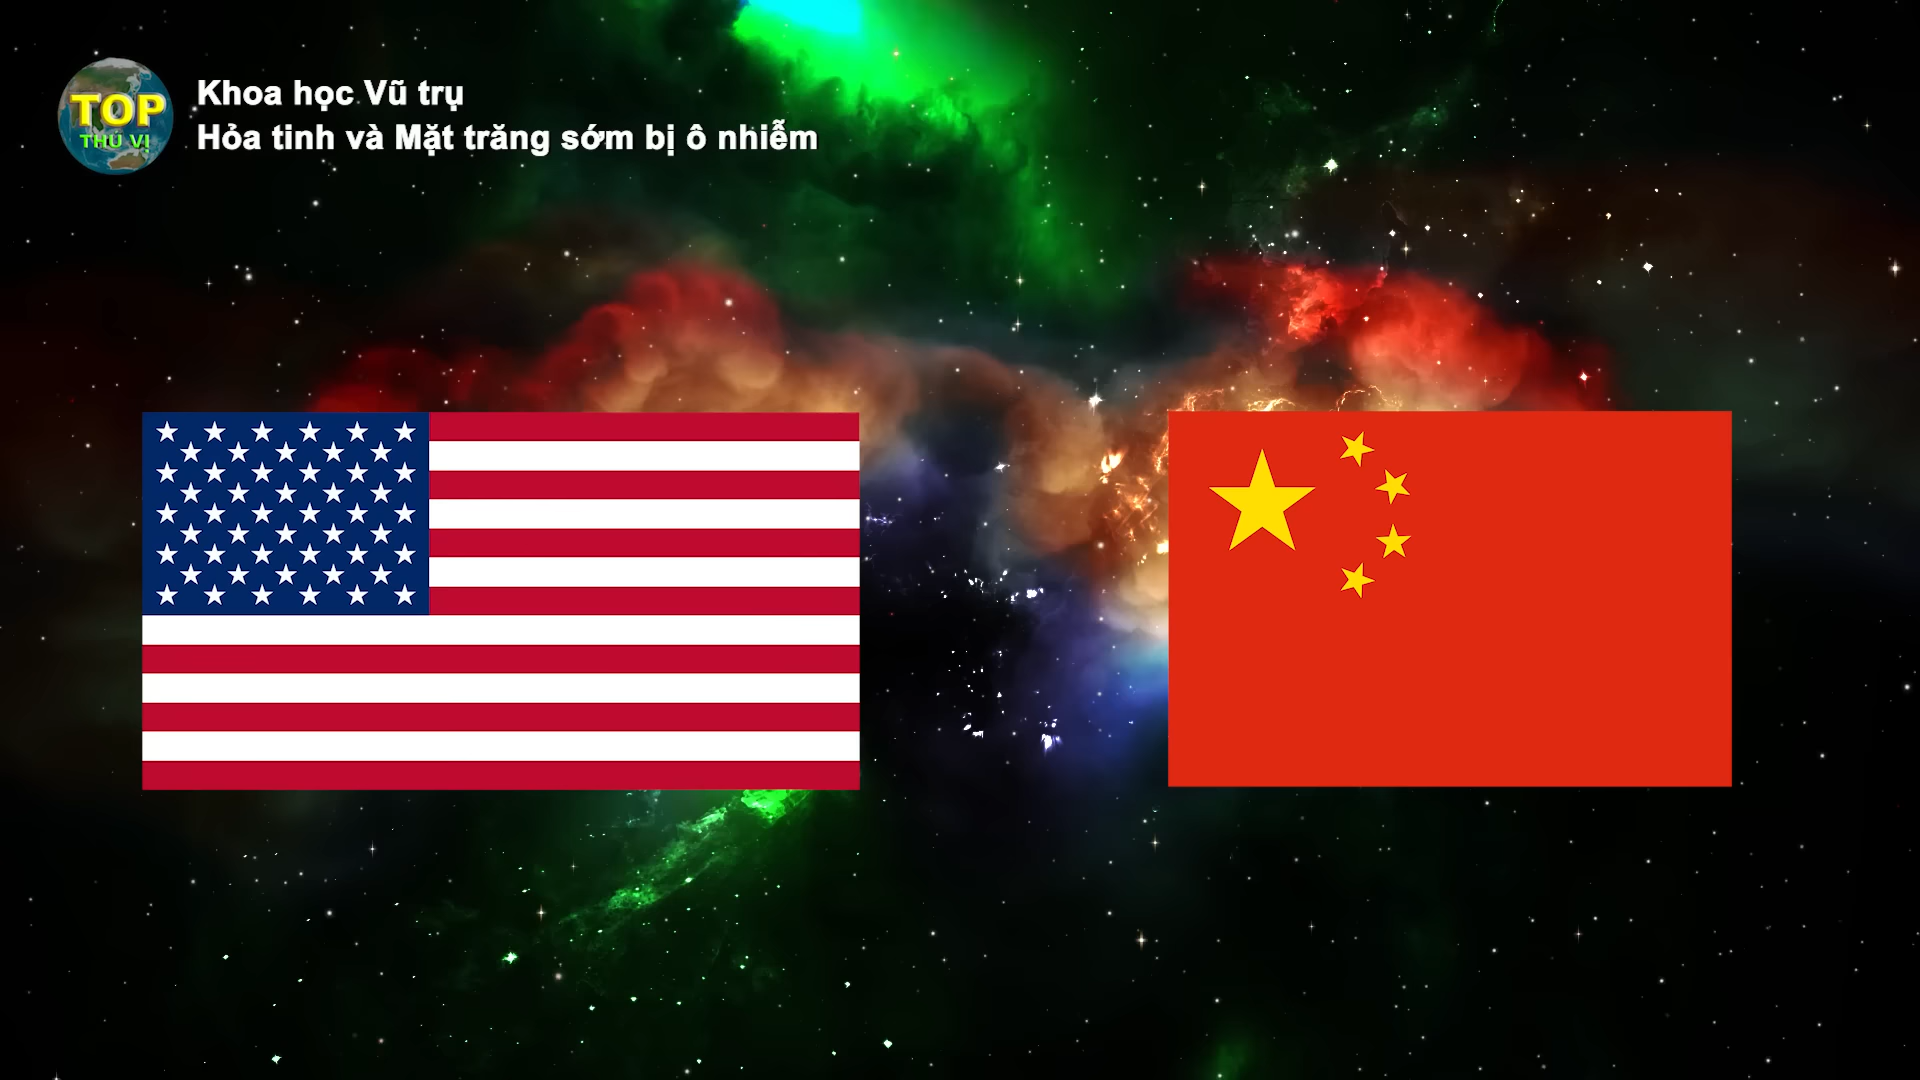 TOP
THÚ VỊ
Khoa học Vũ trụ
Hỏa tinh và Mặt trăng sớm bị ô nhiễm